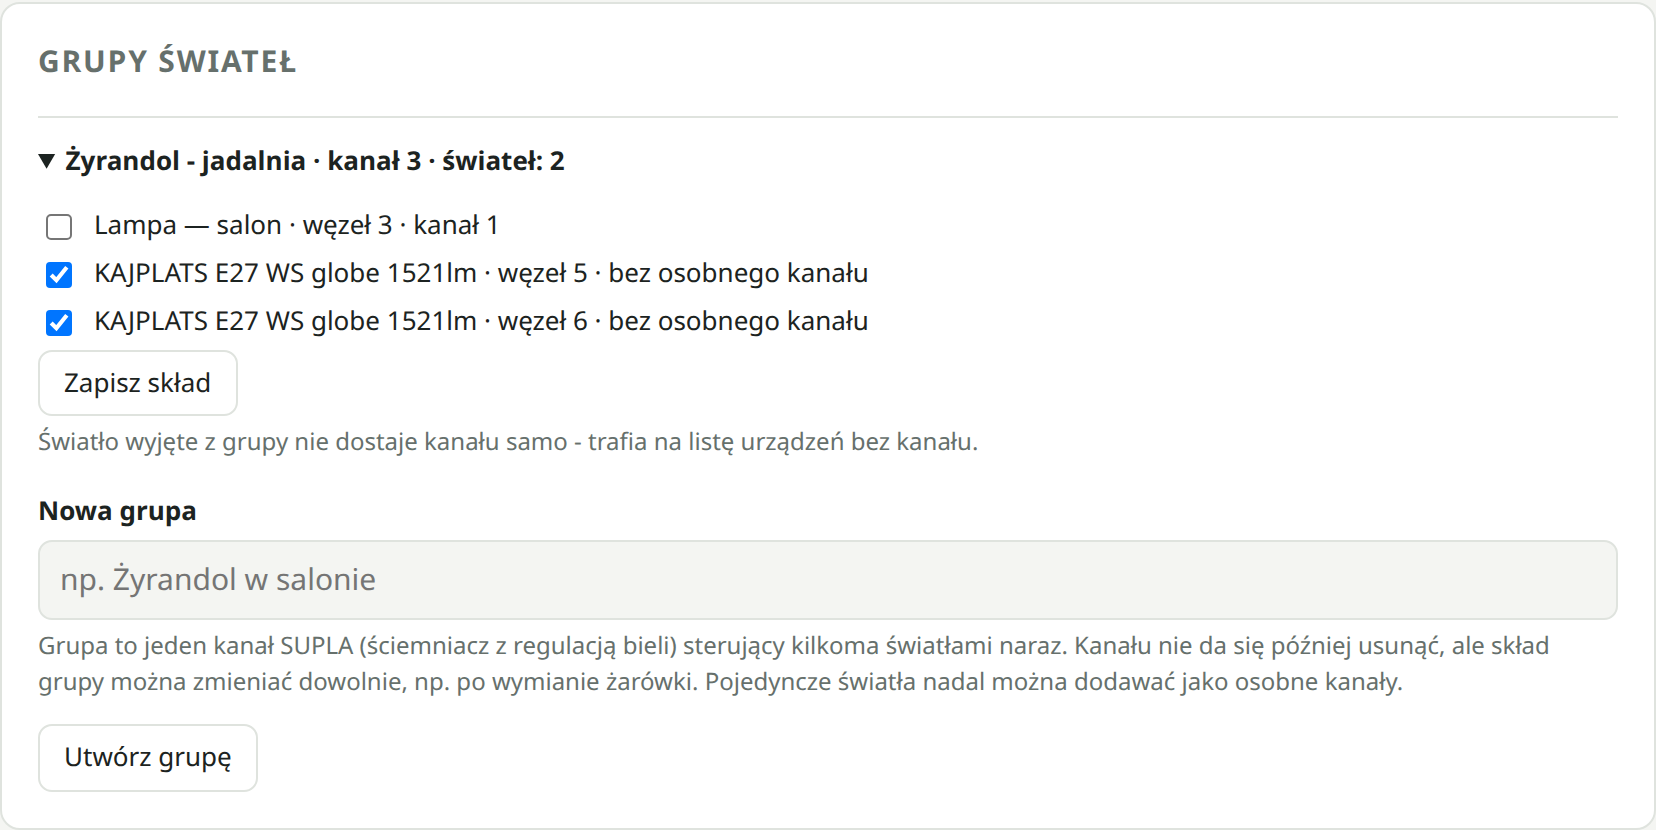 GRUPY ŚWIATEŁ
Żyrandol - jadalnia · kanał 3 · świateł: 2
Lampa — salon · węzeł 3 · kanał 1
KAJPLATS E27 WS globe 1521lm · węzeł 5 · bez osobnego kanału
KAJPLATS E27 WS globe 1521lm · węzeł 6 · bez osobnego kanału
Zapisz skład
Światło wyjęte z grupy nie dostaje kanału samo - trafia na listę urządzeń bez kanału.
Nowa grupa
np. Żyrandol w salonie
Grupa to jeden kanał SUPLA (ściemniacz z regulacją bieli) sterujący kilkoma światłami naraz. Kanału nie da się później usunąć, ale skład
grupy można zmieniać dowolnie, np. po wymianie żarówki. Pojedyncze światła nadal można dodawać jako osobne kanały.
Utwórz grupę